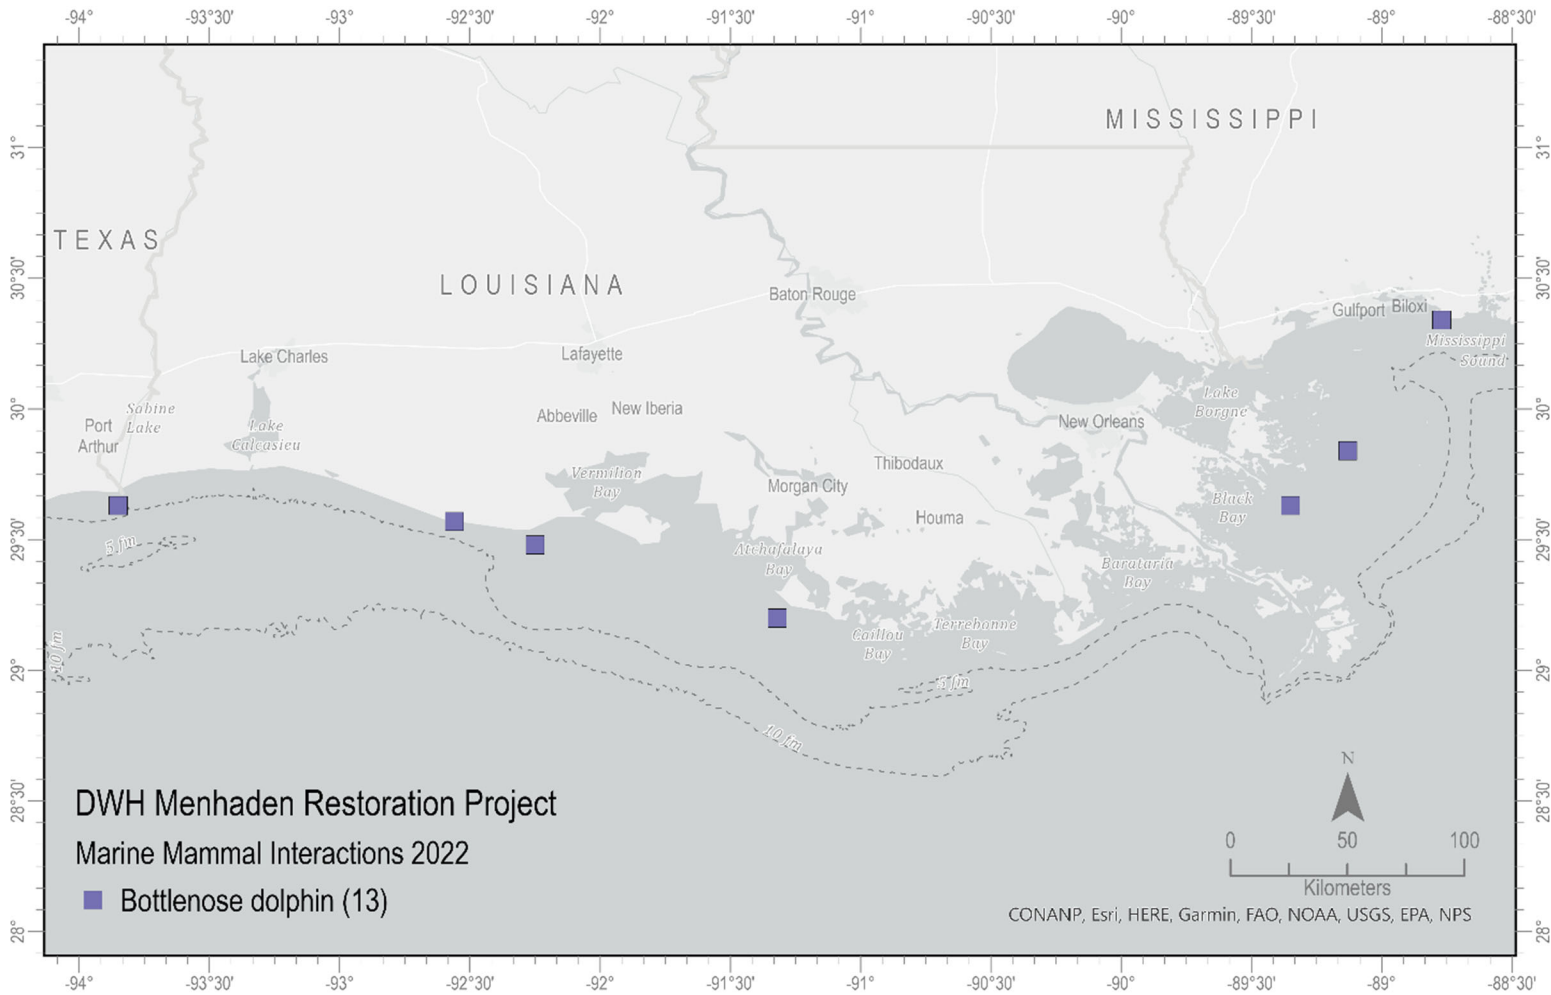 -94° -93°30' -93° -92°30' -92° -91°30' -91° -90°30' -90° -89°30' -89° -88°30'
31°
30°30'
30°
29°30'
29°
28°30'
28°
MISSISSIPPI
TEXAS
LOUISIANA
Baton Rouge
Gulfport Biloxi
Mississippi
Sound
Lake Charles
Lafayette
Sabine
Lake
Port
Arthur
Lake
Calcasieu
Abbeville
New Iberia
Lake
Borgne
New Orleans
Vermilion
Bay
Thibodaux
Morgan City
Black
Bay
Houma
5 fm
Atchafalaya
Bay
Barataria
Bay
Caillou
Bay
Terrebonne
Bay
10 fm
5 fm
10 fm
DWH Menhaden Restoration Project
Marine Mammal Interactions 2022
Bottlenose dolphin (13)
N
0 50 100
Kilometers
CONANP, Esri, HERE, Garmin, FAO, NOAA, USGS, EPA, NPS
31°
30°30'
30°
29°30'
29°
28°30'
28°
-94° -93°30' -93° -92°30' -92° -91°30' -91° -90°30' -90° -89°30' -89° -88°30'